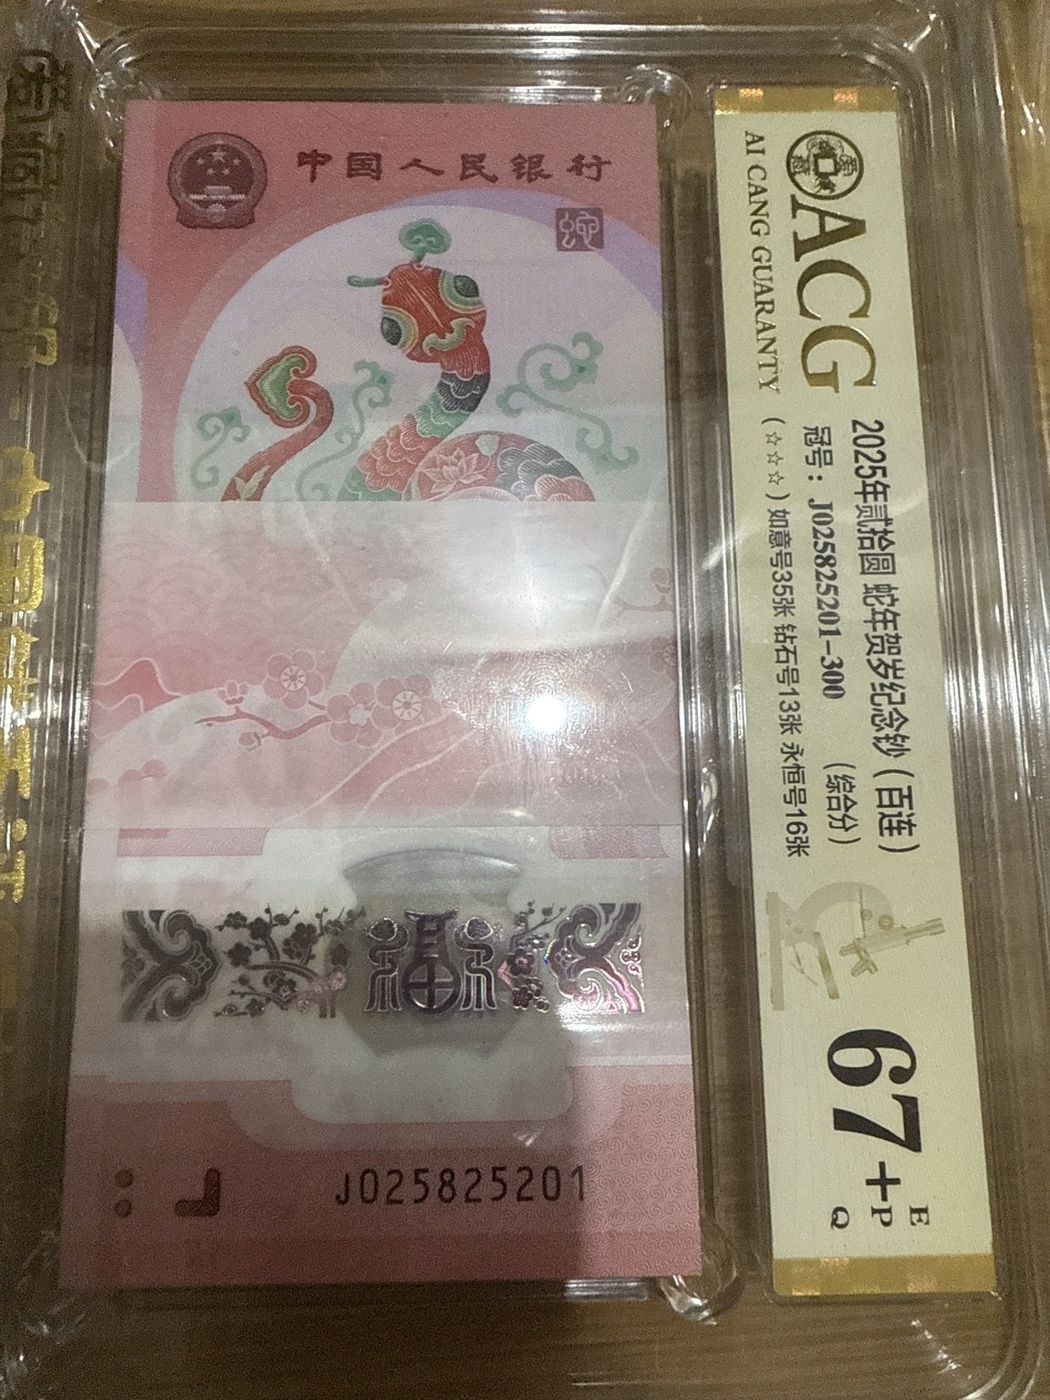 中国人民银行
福
J025825201
ACG
AI CANG GUARANTY
2025年贰拾圆 蛇年贺岁纪念钞（百连）
冠号：J025825201-300 （综合分）
（☆☆☆）如意号35张 钻石号13张 永恒号16张
67+
E
P
Q